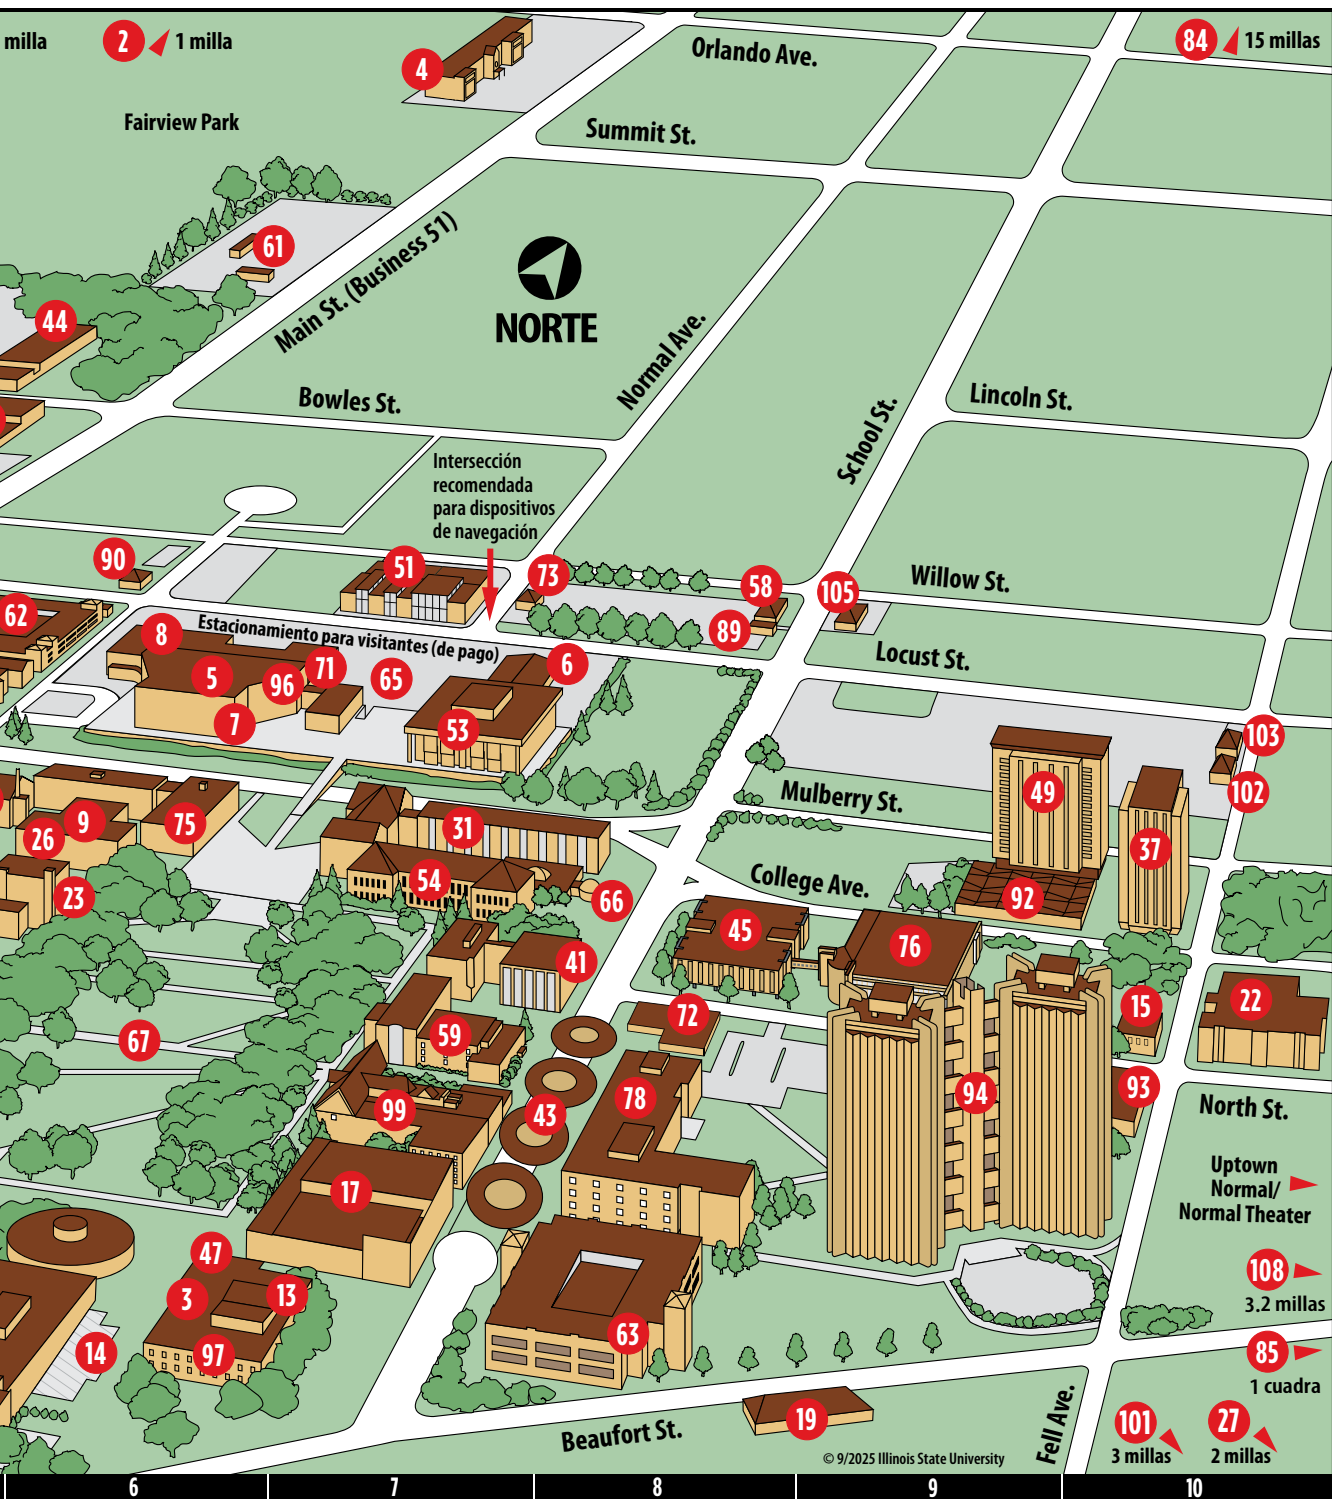 milla
2
1 milla
4
Orlando Ave.
84
15 millas
Fairview Park
Summit St.
61
Main St. (Business 51)
NORTE
44
Normal Ave.
Bowles St.
Lincoln St.
School St.
Intersección
recomendada
para dispositivos
de navegación
90
51
73
58
105
Willow St.
62
8
Estacionamiento para visitantes (de pago)
89
Locust St.
5
96
71
65
6
7
53
103
49
102
Mulberry St.
26
9
75
31
37
College Ave.
23
54
66
92
45
76
41
67
59
72
15
22
99
43
78
94
93
North St.
17
Uptown
Normal/
Normal Theater
47
3
13
108
3.2 millas
14
97
63
85
1 cuadra
19
Beaufort St.
Fell Ave.
101
3 millas
27
2 millas
© 9/2025 Illinois State University
6
7
8
9
10